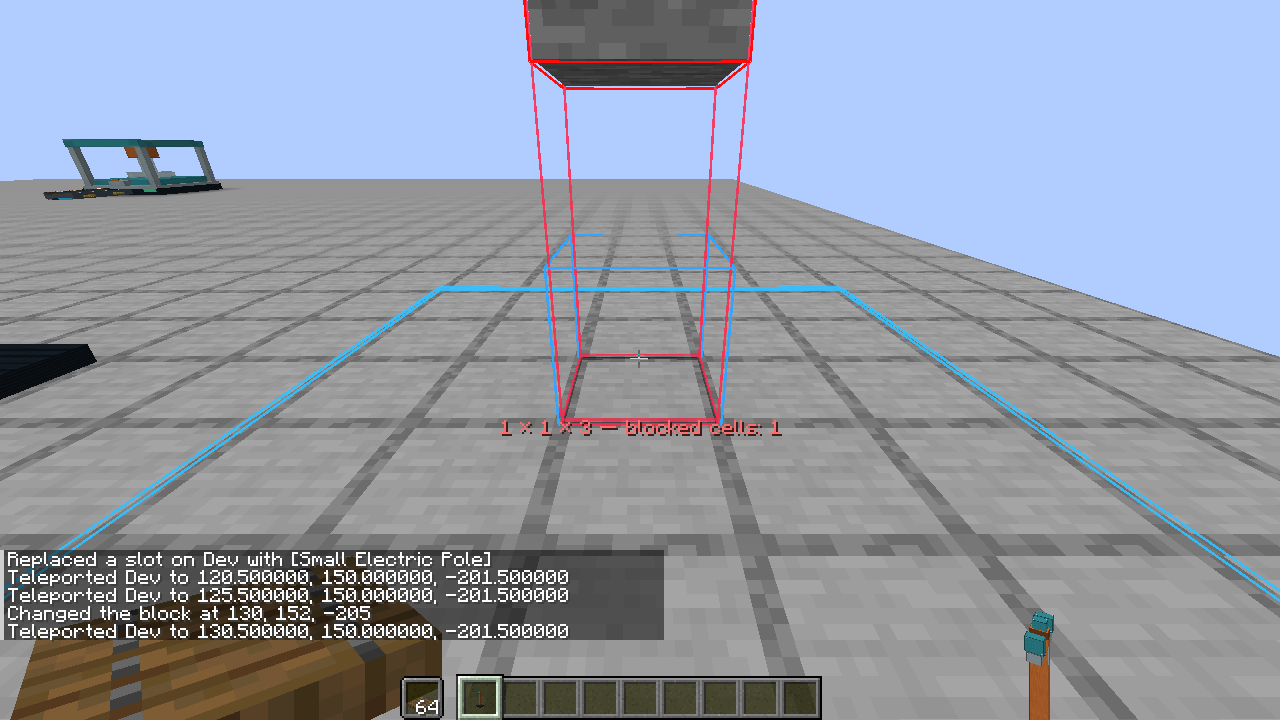 1 × 1 × 3 — blocked cells: 1
Replaced a slot on Dev with [Small Electric Pole]
Teleported Dev to 120.500000, 150.000000, -201.500000
Teleported Dev to 125.500000, 150.000000, -201.500000
Changed the block at 130, 152, -205
Teleported Dev to 130.500000, 150.000000, -201.500000
64